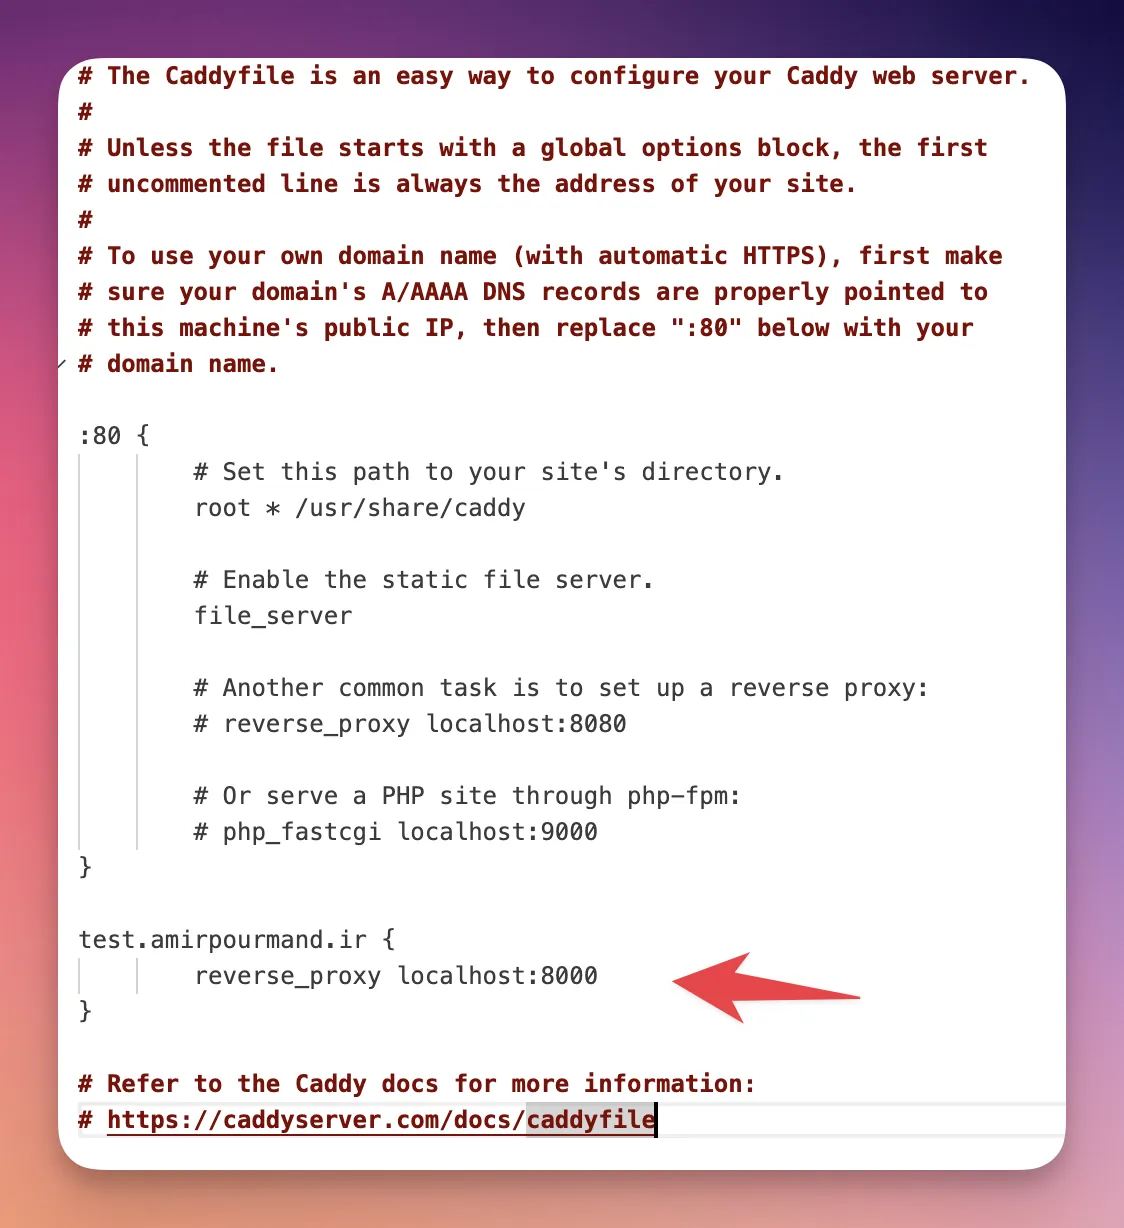 # The Caddyfile is an easy way to configure your Caddy web server.
#
# Unless the file starts with a global options block, the first
# uncommented line is always the address of your site.
#
# To use your own domain name (with automatic HTTPS), first make
# sure your domain's A/AAAA DNS records are properly pointed to
# this machine's public IP, then replace ":80" below with your
# domain name.

:80 {
        # Set this path to your site's directory.
        root * /usr/share/caddy

        # Enable the static file server.
        file_server

        # Another common task is to set up a reverse proxy:
        # reverse_proxy localhost:8080

        # Or serve a PHP site through php-fpm:
        # php_fastcgi localhost:9000
}

test.amirpourmand.ir {
        reverse_proxy localhost:8000
}

# Refer to the Caddy docs for more information:
# https://caddyserver.com/docs/caddyfile